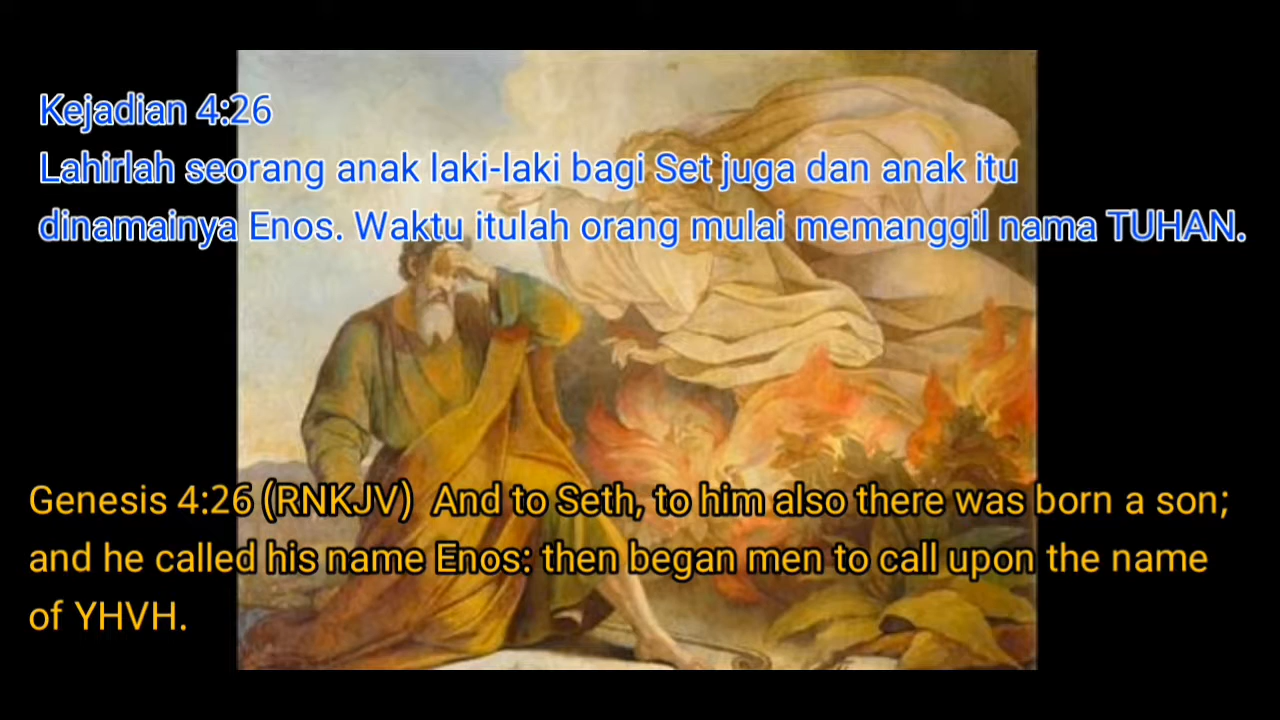 Kejadian 4:26
Lahirlah seorang anak laki-laki bagi Set juga dan anak itu
dinamainya Enos. Waktu itulah orang mulai memanggil nama TUHAN.
Genesis 4:26 (RNKJV) And to Seth, to him also there was born a son;
and he called his name Enos: then began men to call upon the name
of YHVH.